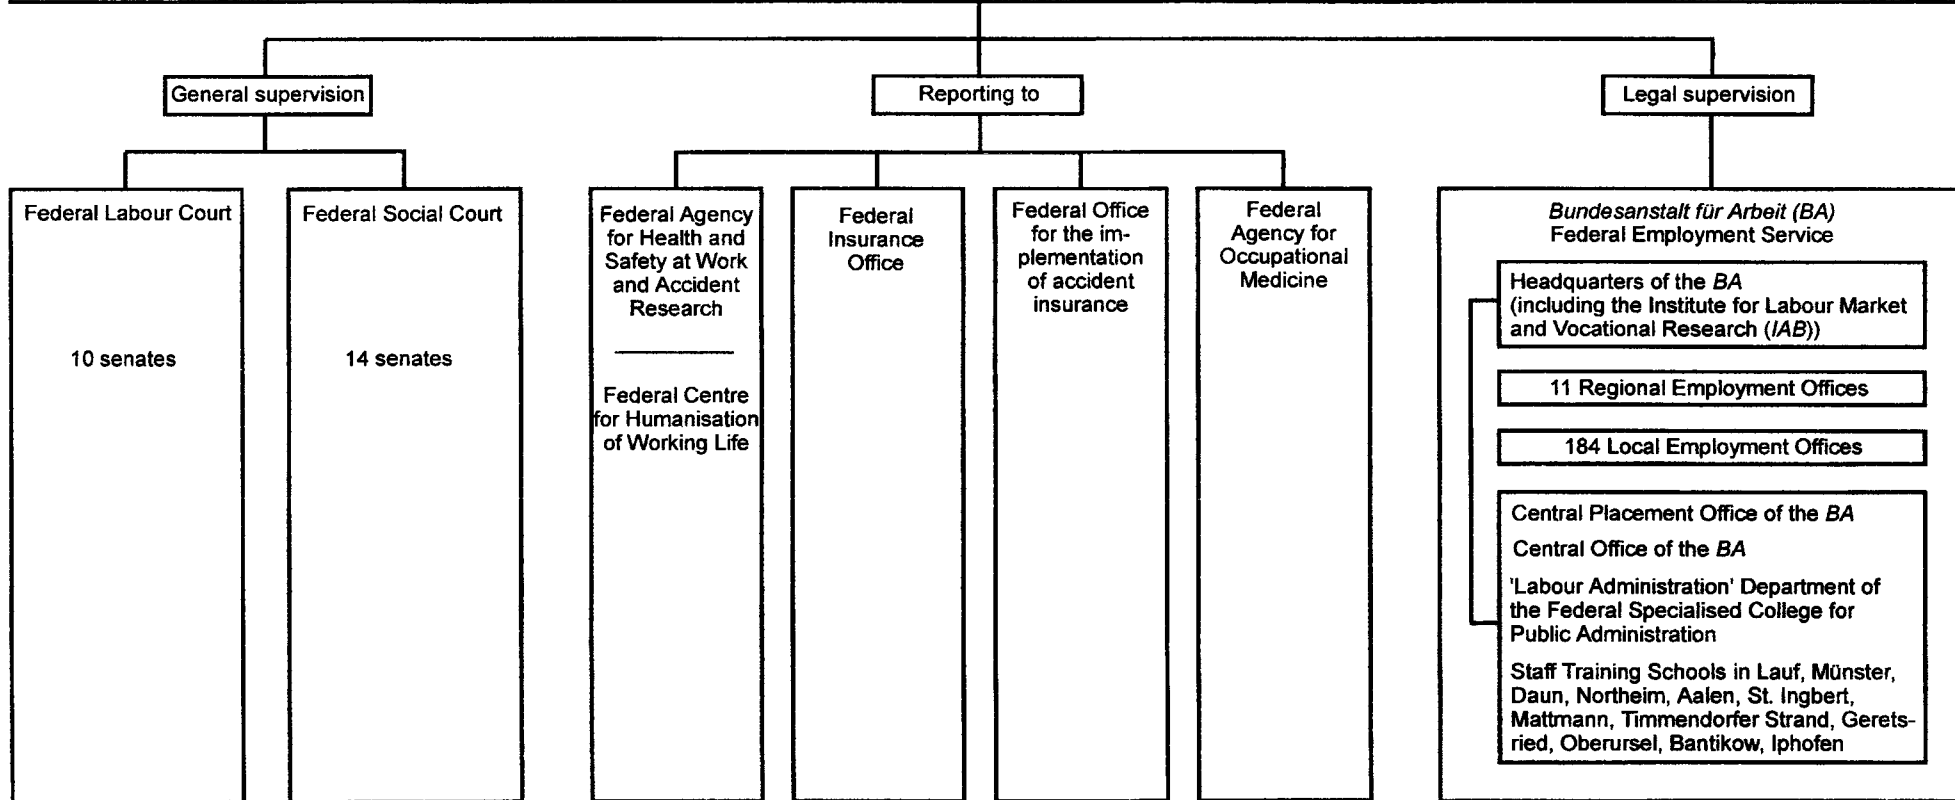 General supervision
Reporting to
Legal supervision
Federal Labour Court
10 senates
Federal Social Court
14 senates
Federal Agency
for Health and
Safety at Work
and Accident
Research
Federal Centre
for Humanisation
of Working Life
Federal
Insurance
Office
Federal Office
for the im-
plementation
of accident
insurance
Federal
Agency for
Occupational
Medicine
Bundesanstalt für Arbeit (BA)
Federal Employment Service
Headquarters of the BA
(including the Institute for Labour Market
and Vocational Research (IAB))
11 Regional Employment Offices
184 Local Employment Offices
Central Placement Office of the BA
Central Office of the BA
'Labour Administration' Department of
the Federal Specialised College for
Public Administration
Staff Training Schools in Lauf, Münster,
Daun, Northeim, Aalen, St. Ingbert,
Mattmann, Timmendorfer Strand, Gerets-
ried, Oberursel, Bantikow, Iphofen